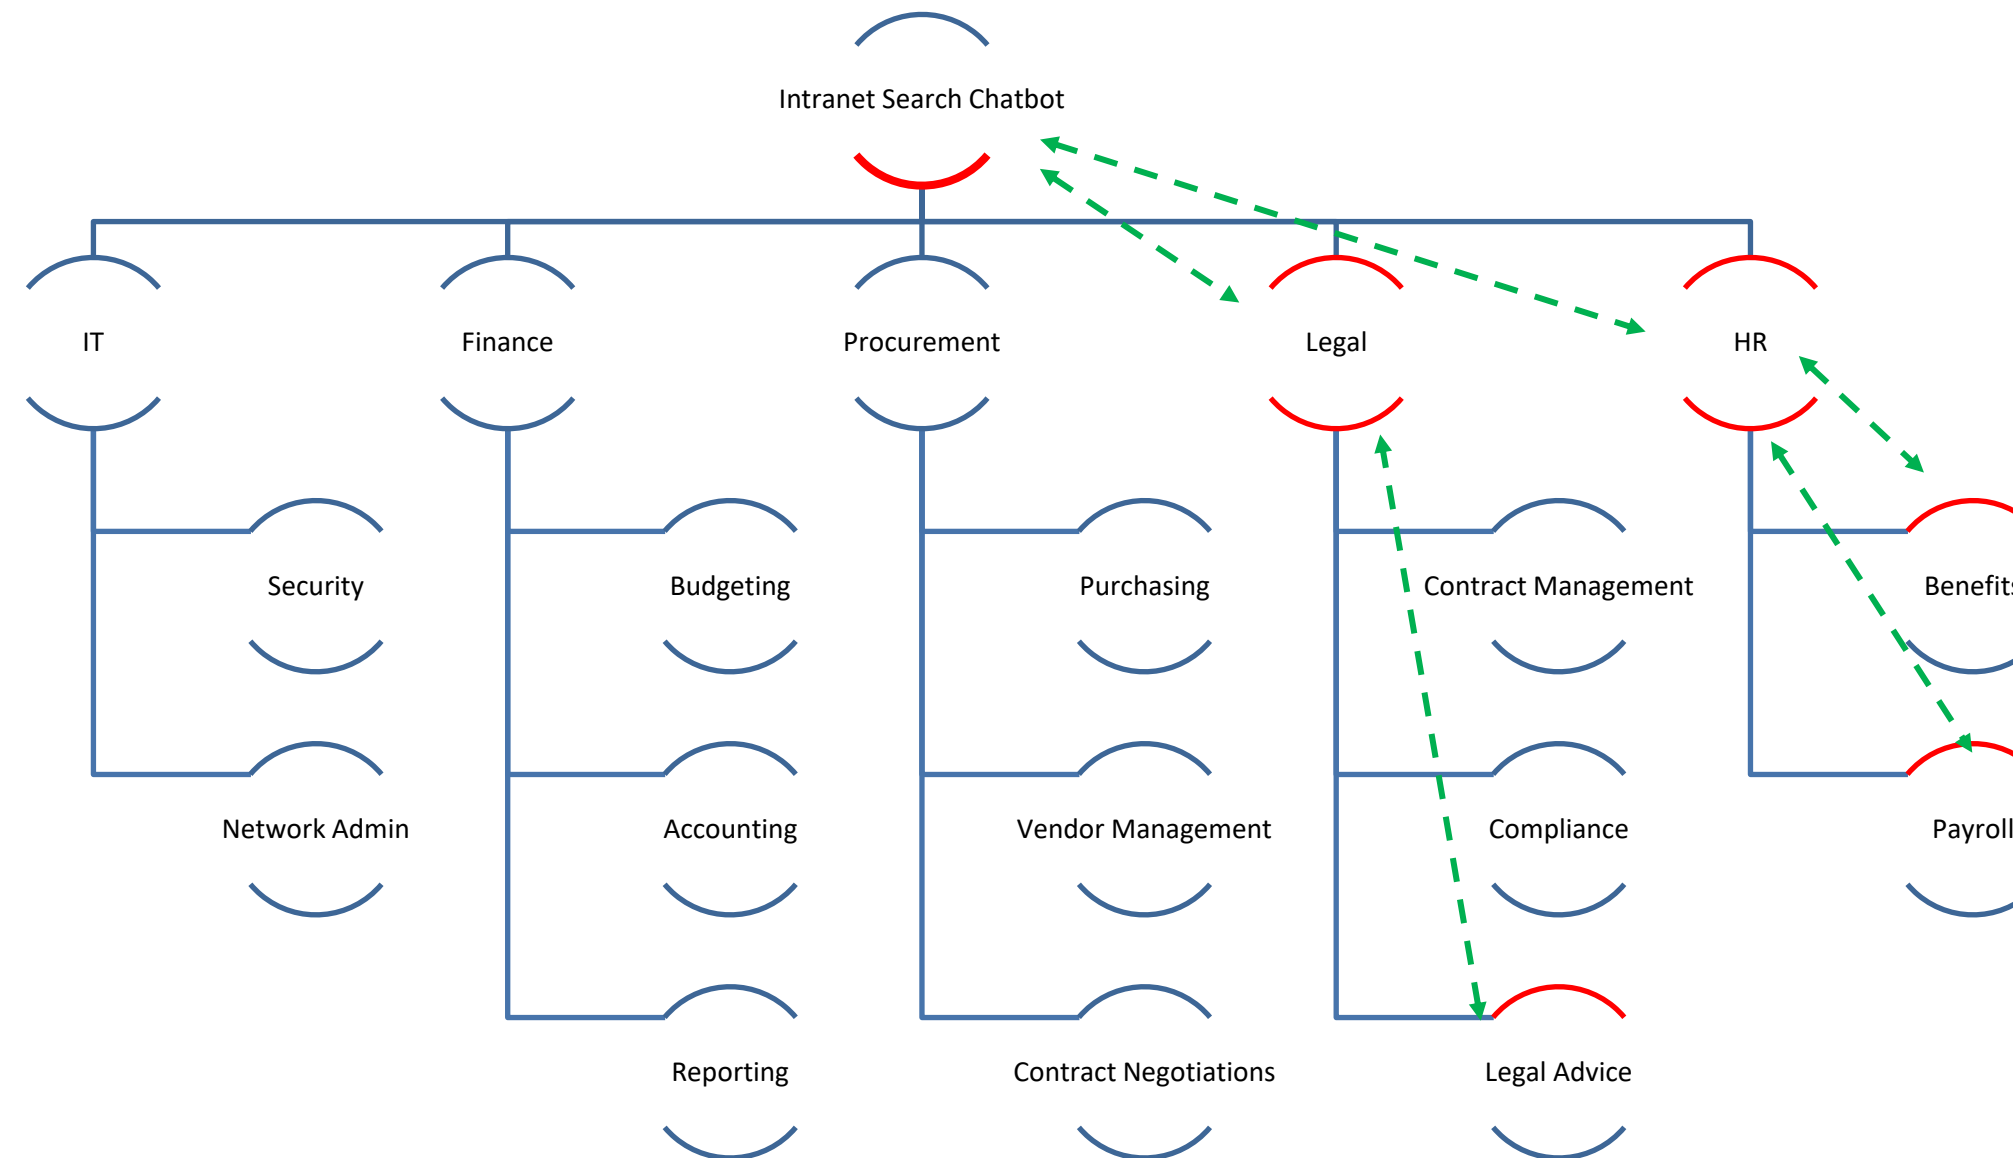 Intranet Search Chatbot
IT
Finance
Procurement
Legal
HR
Security
Budgeting
Purchasing
Contract Management
Benefits
Network Admin
Accounting
Vendor Management
Compliance
Payroll
Reporting
Contract Negotiations
Legal Advice